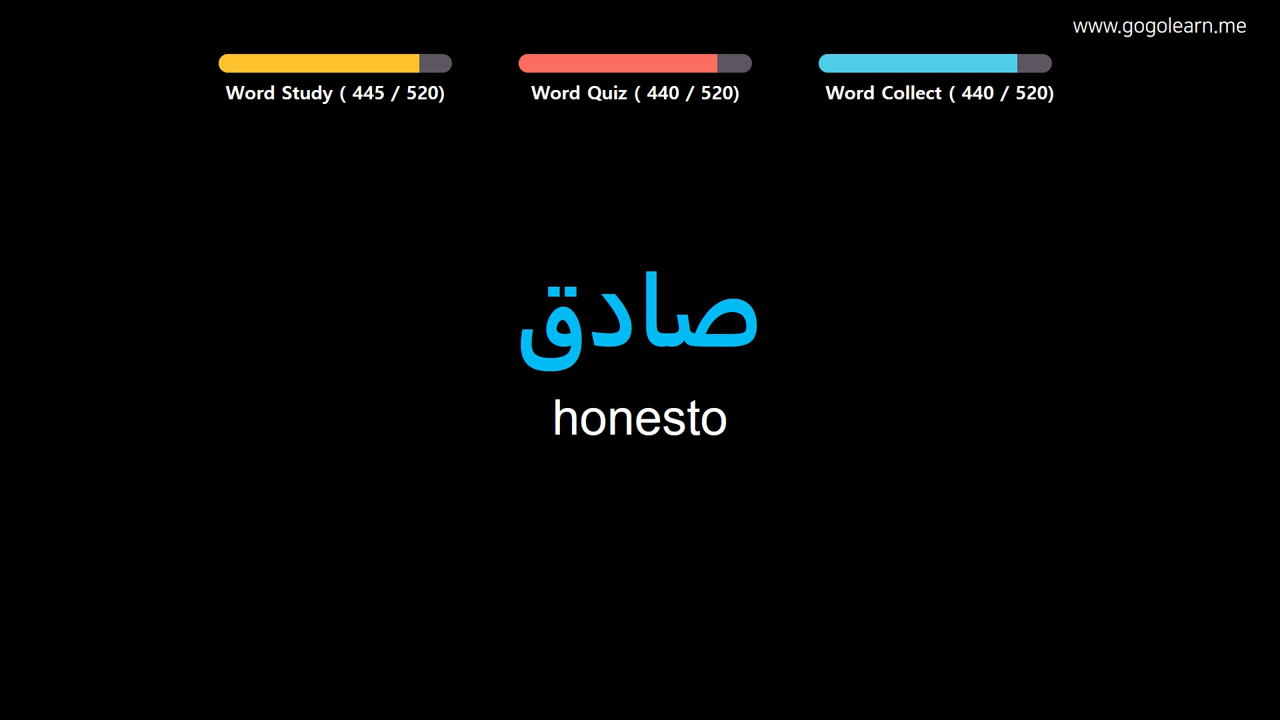 www.gogolearn.me
Word Study ( 445 / 520)
Word Quiz ( 440 / 520)
Word Collect ( 440 / 520)
صادق
honesto